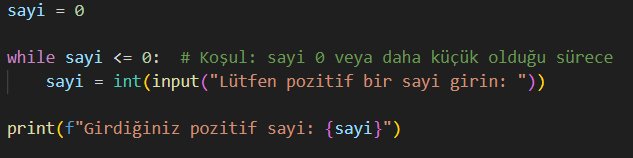 sayi = 0
while sayi <= 0:  # Koşul: sayi 0 veya daha küçük olduğu sürece
    sayi = int(input("Lütfen pozitif bir sayi girin: "))
print(f"Girdiğiniz pozitif sayi: {sayi}")